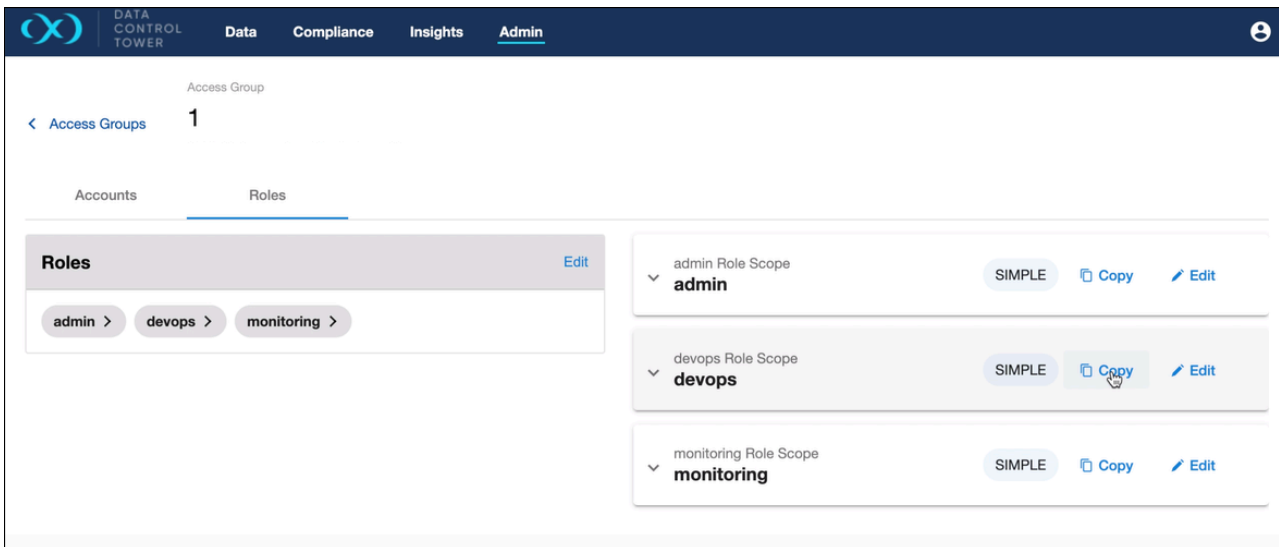 DATA
CONTROL
TOWER
Data Compliance Insights Admin
Access Group
Access Groups
1
Accounts Roles
Roles Edit
admin devops monitoring
admin Role Scope
admin
SIMPLE Copy Edit
devops Role Scope
devops
SIMPLE Copy Edit
monitoring Role Scope
monitoring
SIMPLE Copy Edit